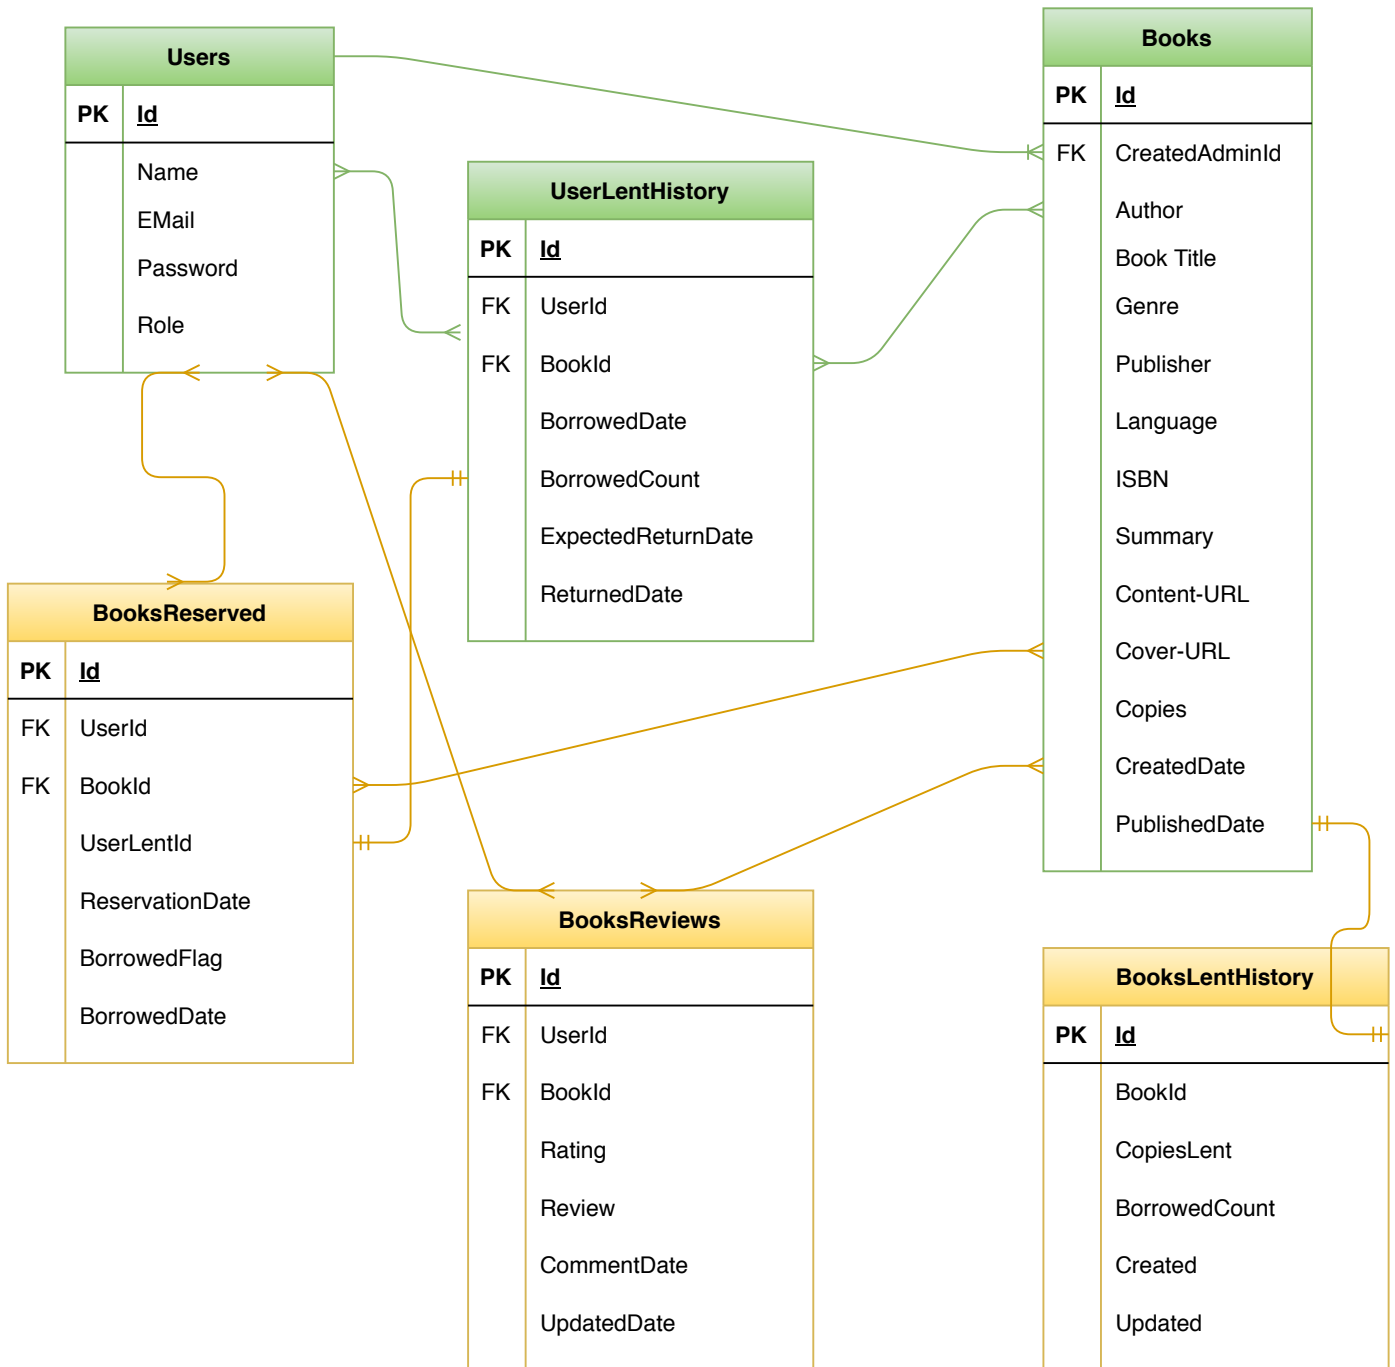 Users
PK Id
Name
EMail
Password
Role
Books
PK Id
FK CreatedAdminId
Author
Book Title
Genre
Publisher
Language
ISBN
Summary
Content-URL
Cover-URL
Copies
CreatedDate
PublishedDate
UserLentHistory
PK Id
FK UserId
FK BookId
BorrowedDate
BorrowedCount
ExpectedReturnDate
ReturnedDate
BooksReserved
PK Id
FK UserId
FK BookId
UserLentId
ReservationDate
BorrowedFlag
BorrowedDate
BooksReviews
PK Id
FK UserId
FK BookId
Rating
Review
CommentDate
UpdatedDate
BooksLentHistory
PK Id
BookId
CopiesLent
BorrowedCount
Created
Updated